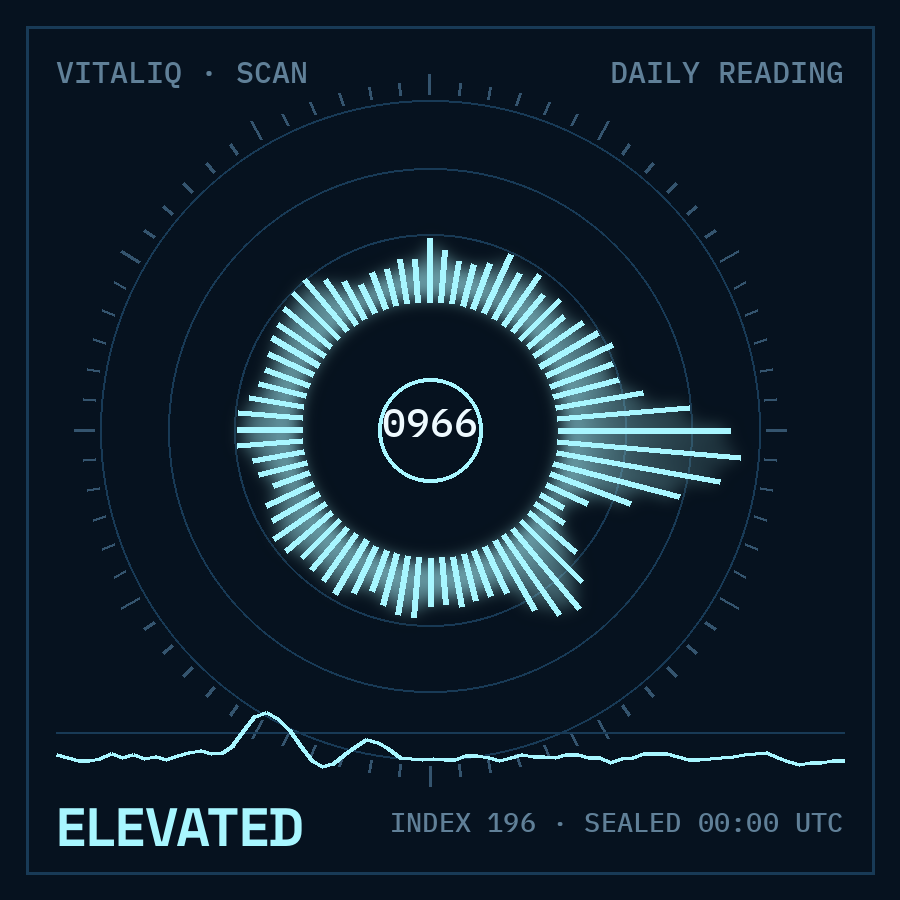 VITALIQ · SCAN
DAILY READING
0966
ELEVATED
INDEX 196 · SEALED 00:00 UTC